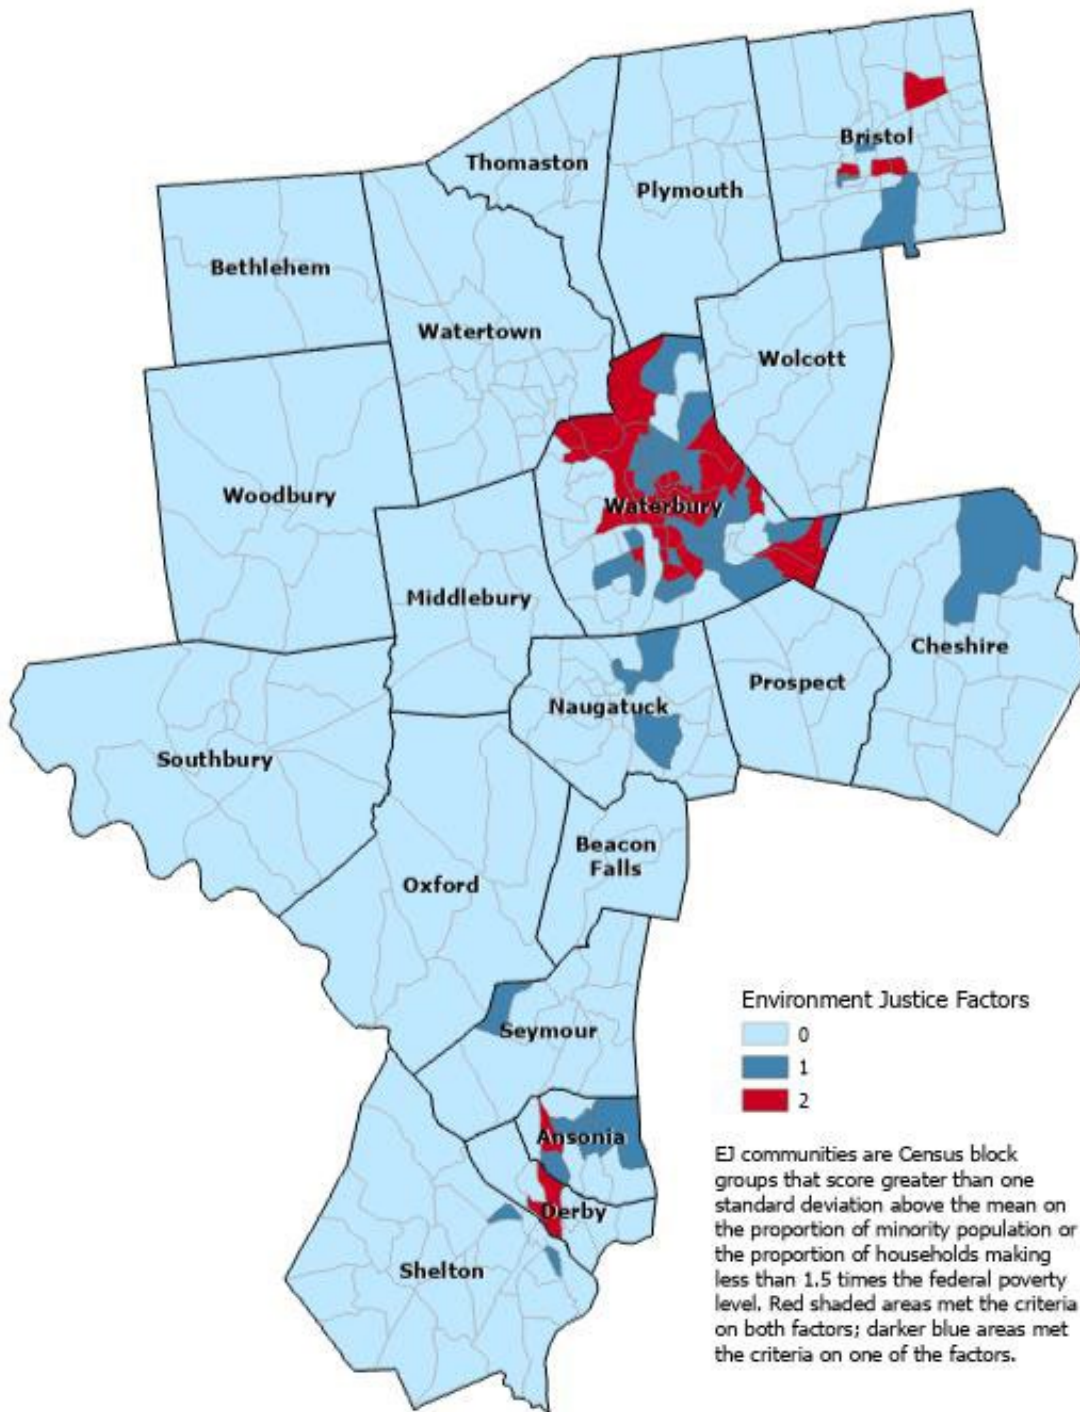 Bristol
Thomaston
Plymouth
Bethlehem
Watertown
Wolcott
Woodbury
Waterbury
Middlebury
Cheshire
Prospect
Naugatuck
Southbury
Beacon
Falls
Oxford
Seymour
Ansonia
Derby
Shelton
Environment Justice Factors
0
1
2
EJ communities are Census block
groups that score greater than one
standard deviation above the mean on
the proportion of minority population or
the proportion of households making
less than 1.5 times the federal poverty
level. Red shaded areas met the criteria
on both factors; darker blue areas met
the criteria on one of the factors.